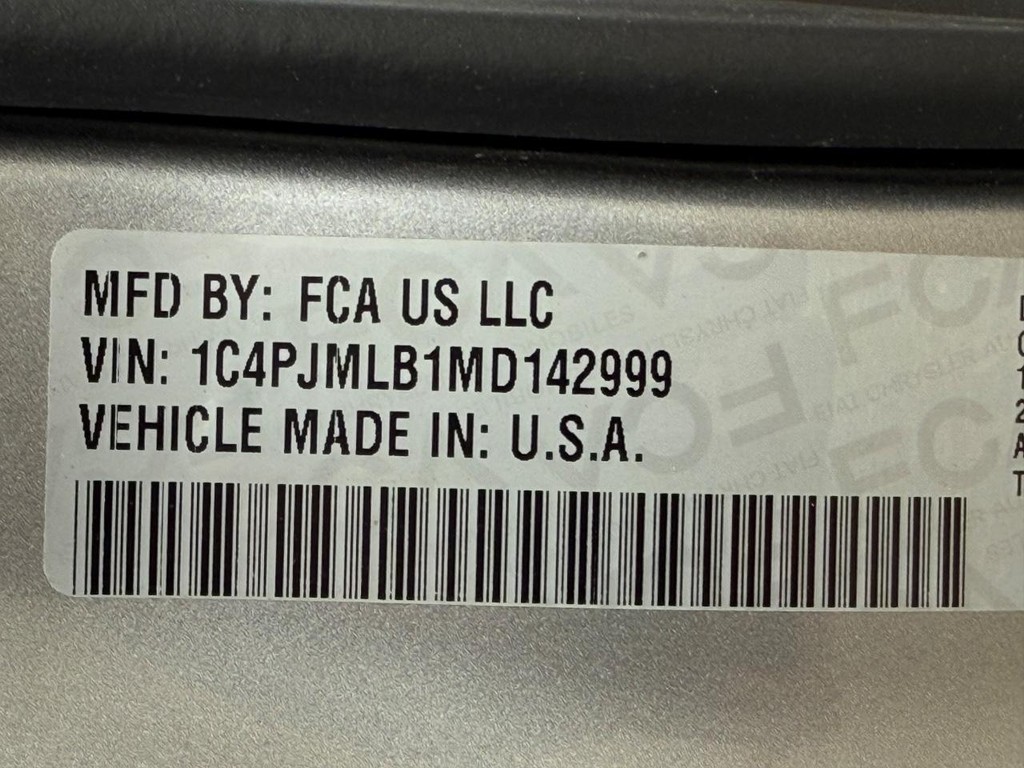 MFD BY: FCA US LLC
VIN: 1C4PJMLB1MD142999
VEHICLE MADE IN: U.S.A.